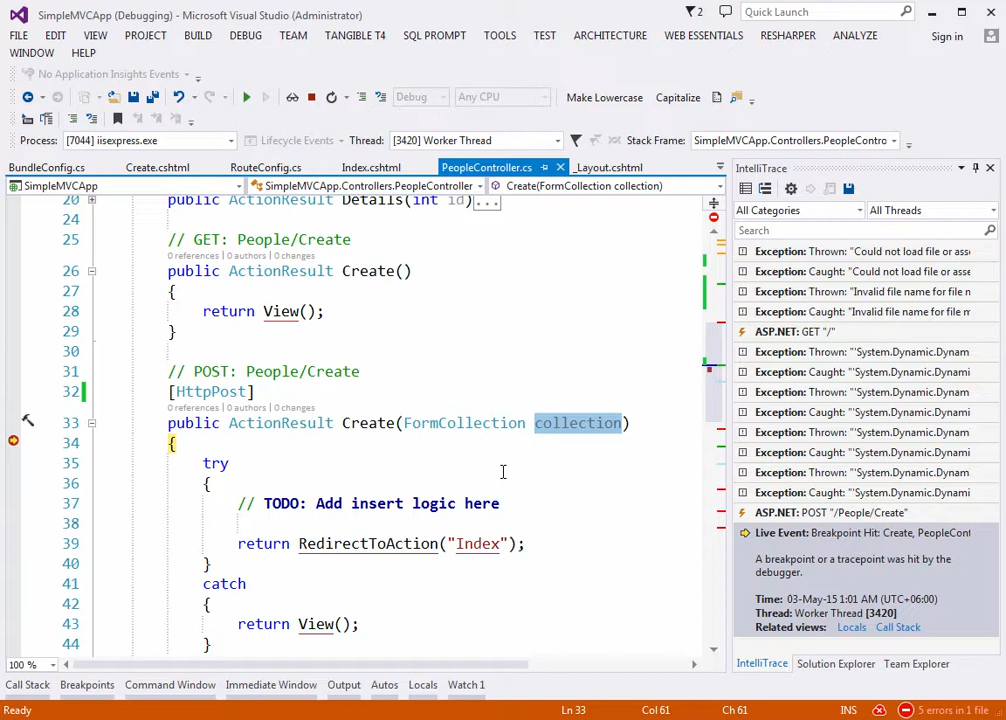 SimpleMVCApp (Debugging) - Microsoft Visual Studio (Administrator)
2
Quick Launch
FILE EDIT VIEW PROJECT BUILD DEBUG TEAM TANGIBLE T4 SQL PROMPT TOOLS TEST ARCHITECTURE WEB ESSENTIALS RESHARPER ANALYZE Sign in
WINDOW HELP
No Application Insights Events
Debug Any CPU Make Lowercase Capitalize
Process: [7044] iisexpress.exe Lifecycle Events Thread: [3420] Worker Thread Stack Frame: SimpleMVCApp.Controllers.PeopleContro
BundleConfig.cs Create.cshtml RouteConfig.cs Index.cshtml PeopleController.cs _Layout.cshtml
SimpleMVCApp SimpleMVCApp.Controllers.PeopleController Create(FormCollection collection)
20 public ActionResult Details(int id)...
24
25 // GET: People/Create
0 references | 0 authors | 0 changes
26 public ActionResult Create()
27 {
28 return View();
29 }
30
31 // POST: People/Create
32 [HttpPost]
0 references | 0 authors | 0 changes
33 public ActionResult Create(FormCollection collection)
34 {
35 try
36 {
37 // TODO: Add insert logic here
38
39 return RedirectToAction("Index");
40 }
41 catch
42 {
43 return View();
44 }
100 %
IntelliTrace
All Categories All Threads
Search
Exception: Thrown: "Could not load file or asse
Exception: Caught: "Could not load file or asse
Exception: Thrown: "Invalid file name for file m
Exception: Caught: "Invalid file name for file m
ASP.NET: GET "/"
Exception: Thrown: "'System.Dynamic.Dynam
Exception: Caught: "'System.Dynamic.Dynam
Exception: Thrown: "'System.Dynamic.Dynam
Exception: Caught: "'System.Dynamic.Dynam
Exception: Thrown: "'System.Dynamic.Dynam
Exception: Caught: "'System.Dynamic.Dynam
Exception: Thrown: "'System.Dynamic.Dynam
Exception: Caught: "'System.Dynamic.Dynam
ASP.NET: POST "/People/Create"
Live Event: Breakpoint Hit: Create, PeopleCont
A breakpoint or a tracepoint was hit by the
debugger.
Time: 03-May-15 1:01 AM (UTC+06:00)
Thread: Worker Thread [3420]
Related views: Locals Call Stack
IntelliTrace Solution Explorer Team Explorer
Call Stack Breakpoints Command Window Immediate Window Output Autos Locals Watch 1
Ready Ln 33 Col 61 Ch 61 INS 5 errors in 1 file